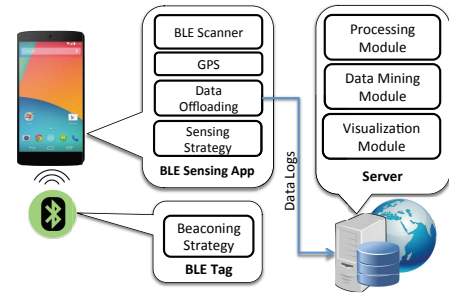 BLE Scanner
GPS
Data
Offloading
Sensing
Strategy
BLE Sensing App
Beaconing
Strategy
BLE Tag
Data Logs
Processing
Module
Data Mining
Module
Visualization
Module
Server